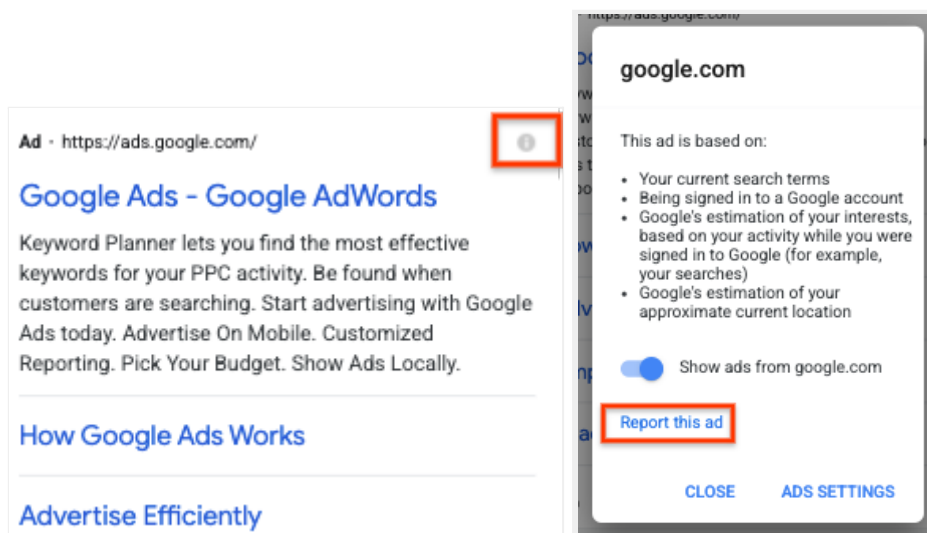 Ad · https://ads.google.com/
Google Ads - Google AdWords
Keyword Planner lets you find the most effective
keywords for your PPC activity. Be found when
customers are searching. Start advertising with Google
Ads today. Advertise On Mobile. Customized
Reporting. Pick Your Budget. Show Ads Locally.
How Google Ads Works
Advertise Efficiently
https://ads.google.com/
google.com
This ad is based on:
• Your current search terms
• Being signed in to a Google account
• Google's estimation of your interests,
based on your activity while you were
signed in to Google (for example,
your searches)
• Google's estimation of your
approximate current location
Show ads from google.com
Report this ad
CLOSE ADS SETTINGS